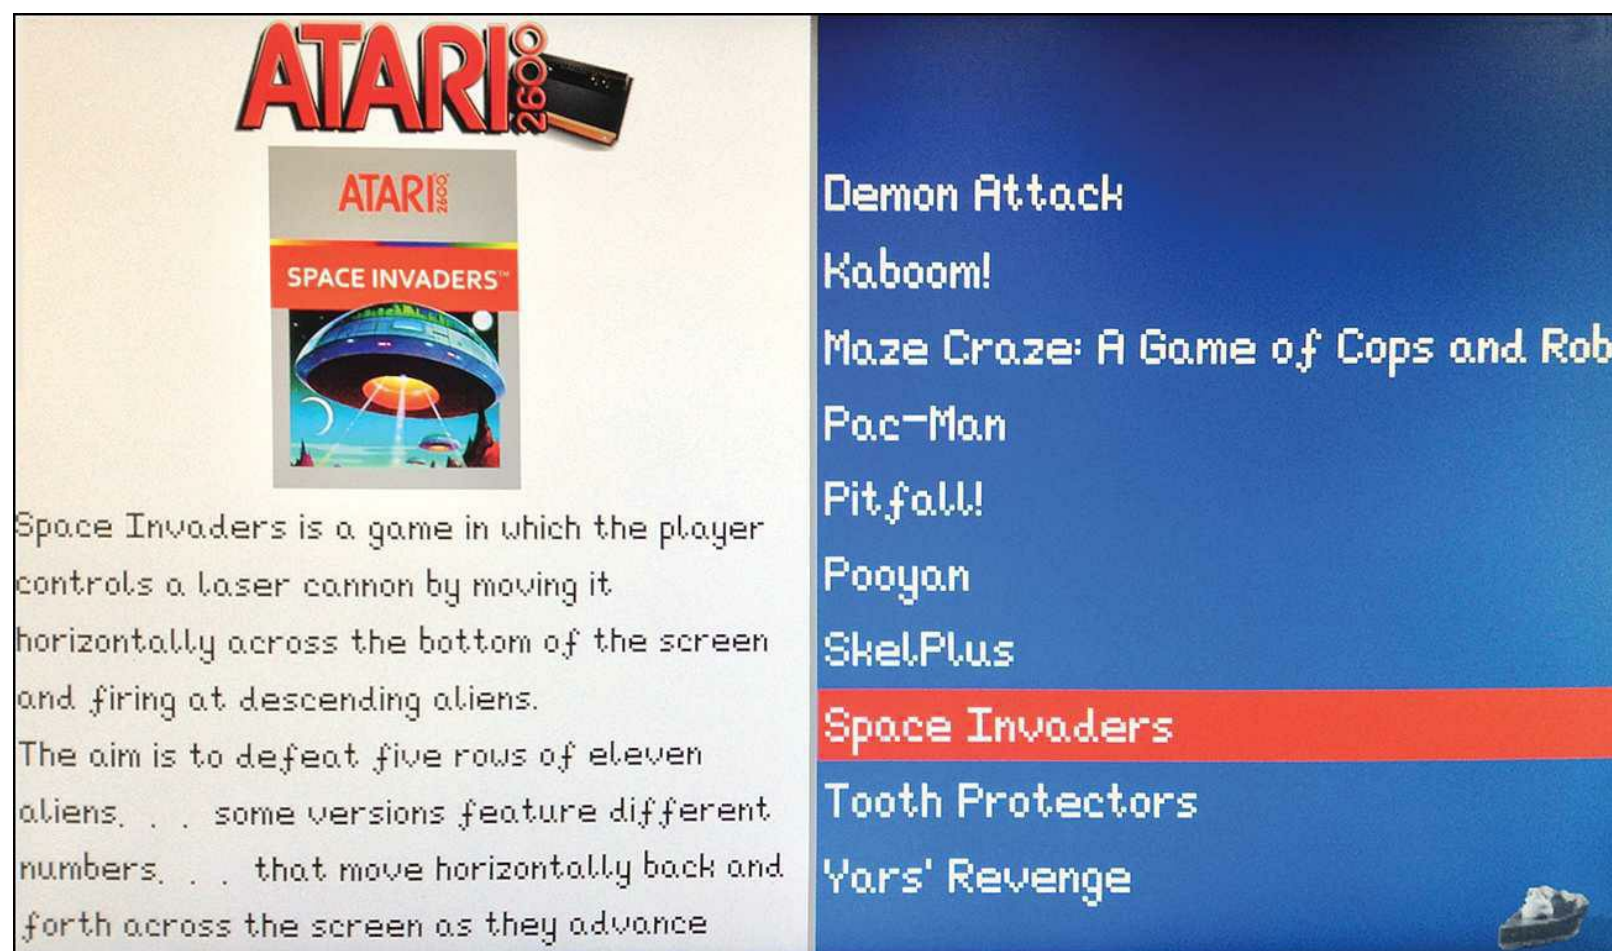 ATARI 2600
ATARI 2600
SPACE INVADERS™
Space Invaders is a game in which the player
controls a laser cannon by moving it
horizontally across the bottom of the screen
and firing at descending aliens.
The aim is to defeat five rows of eleven
aliens. . . some versions feature different
numbers. . . that move horizontally back and
forth across the screen as they advance
Demon Attack
Kaboom!
Maze Craze: A Game of Cops and Rob
Pac-Man
Pitfall!
Pooyan
SkelPlus
Space Invaders
Tooth Protectors
Yars' Revenge